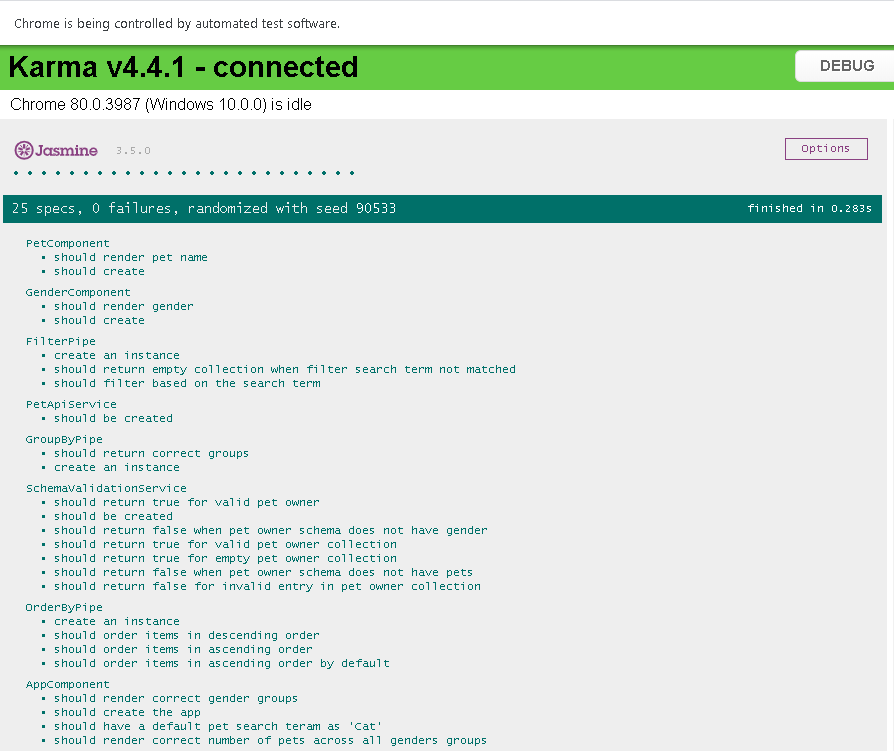 Chrome is being controlled by automated test software.
Karma v4.4.1 - connected
DEBUG
Chrome 80.0.3987 (Windows 10.0.0) is idle
Jasmine 3.5.0
Options
25 specs, 0 failures, randomized with seed 90533
finished in 0.283s
PetComponent
• should render pet name
• should create
GenderComponent
• should render gender
• should create
FilterPipe
• create an instance
• should return empty collection when filter search term not matched
• should filter based on the search term
PetApiService
• should be created
GroupByPipe
• should return correct groups
• create an instance
SchemaValidationService
• should return true for valid pet owner
• should be created
• should return false when pet owner schema does not have gender
• should return true for valid pet owner collection
• should return true for empty pet owner collection
• should return false when pet owner schema does not have pets
• should return false for invalid entry in pet owner collection
OrderByPipe
• create an instance
• should order items in descending order
• should order items in ascending order
• should order items in ascending order by default
AppComponent
• should render correct gender groups
• should create the app
• should have a default pet search teram as 'Cat'
• should render correct number of pets across all genders groups